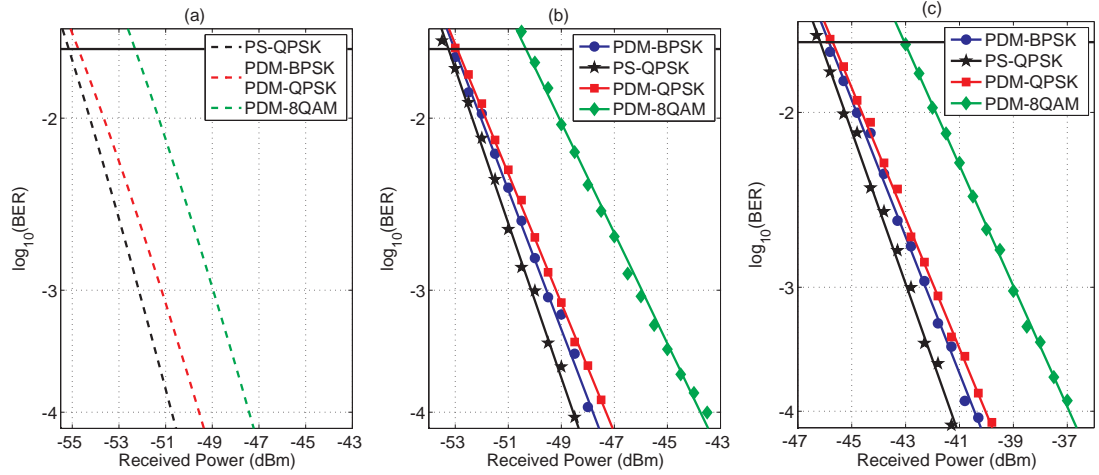 (a)
PS-QPSK
PDM-BPSK
PDM-QPSK
PDM-8QAM
-2
-3
-4
log10(BER)
-55 -53 -51 -49 -47 -45 -43
Received Power (dBm)
(b)
PDM-BPSK
PS-QPSK
PDM-QPSK
PDM-8QAM
-2
-3
-4
log10(BER)
-53 -51 -49 -47 -45 -43
Received Power (dBm)
(c)
PDM-BPSK
PS-QPSK
PDM-QPSK
PDM-8QAM
-2
-3
-4
log10(BER)
-47 -45 -43 -41 -39 -37
Received Power (dBm)